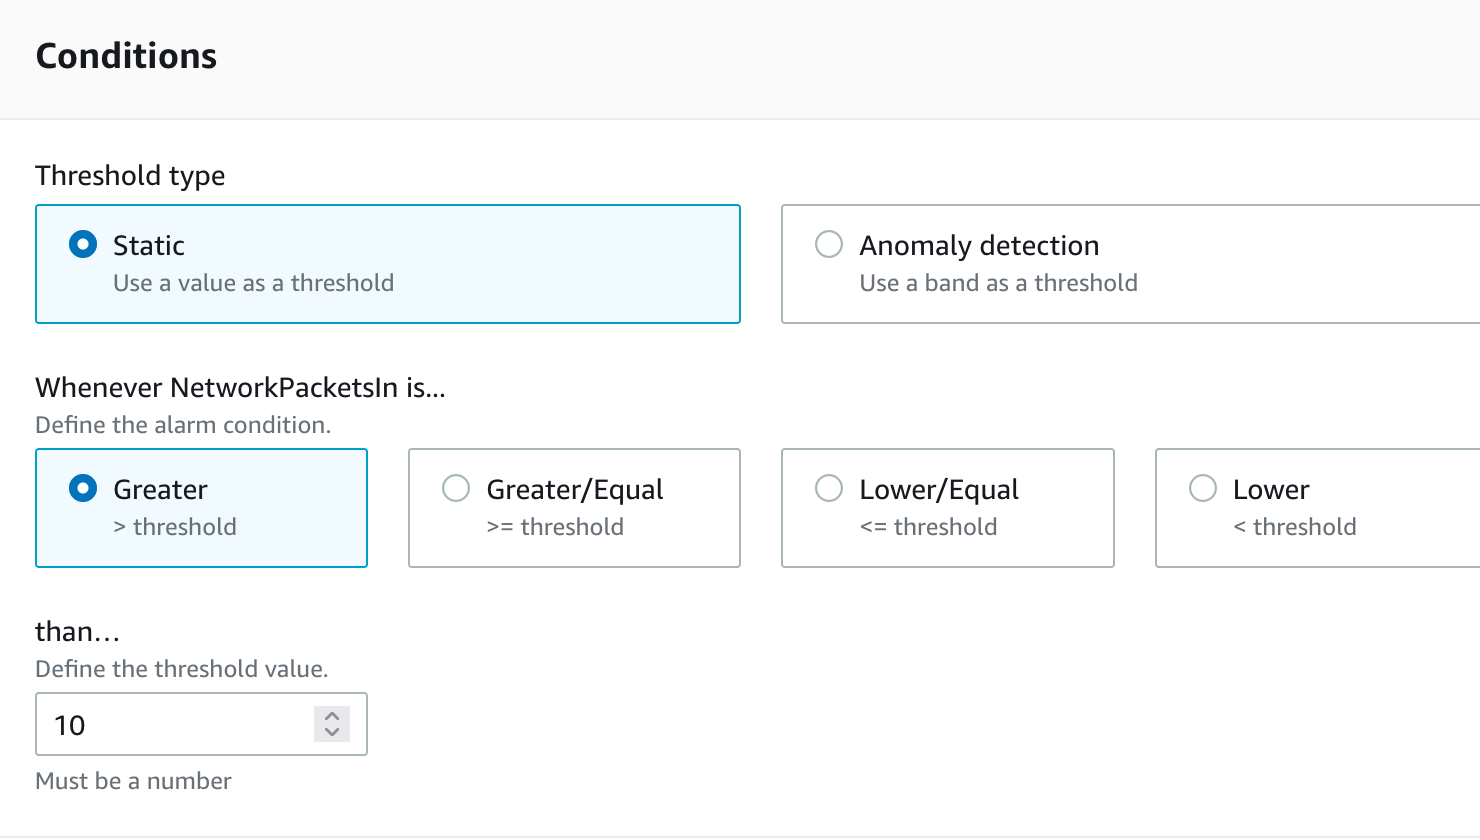 Conditions
Threshold type
Static
Use a value as a threshold
Anomaly detection
Use a band as a threshold
Whenever NetworkPacketsIn is...
Define the alarm condition.
Greater
> threshold
Greater/Equal
>= threshold
Lower/Equal
<= threshold
Lower
< threshold
than…
Define the threshold value.
10
Must be a number